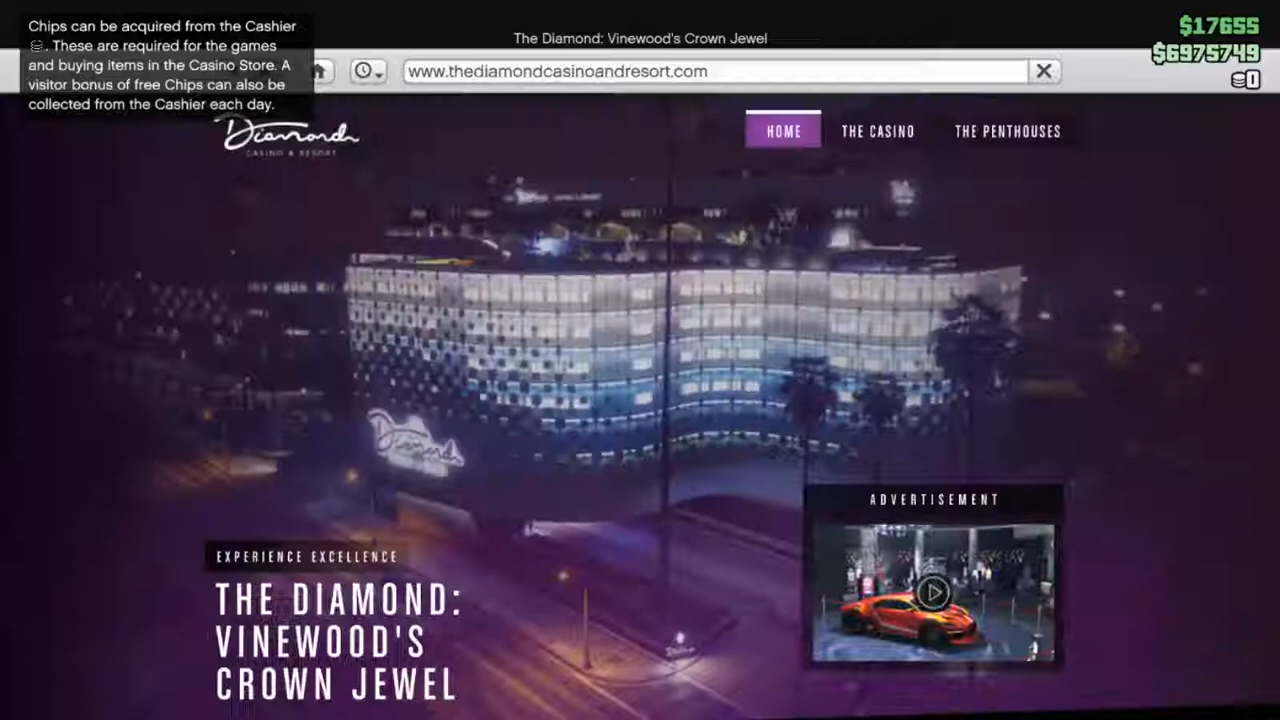 Chips can be acquired from the Cashier
. These are required for the games
and buying items in the Casino Store. A
visitor bonus of free Chips can also be
collected from the Cashier each day.
The Diamond: Vinewood's Crown Jewel
$17655
$6975749
0
www.thediamondcasinoandresort.com
Diamond
CASINO & RESORT
HOME
THE CASINO
THE PENTHOUSES
Diamond
ADVERTISEMENT
EXPERIENCE EXCELLENCE
THE DIAMOND:
VINEWOOD'S
CROWN JEWEL